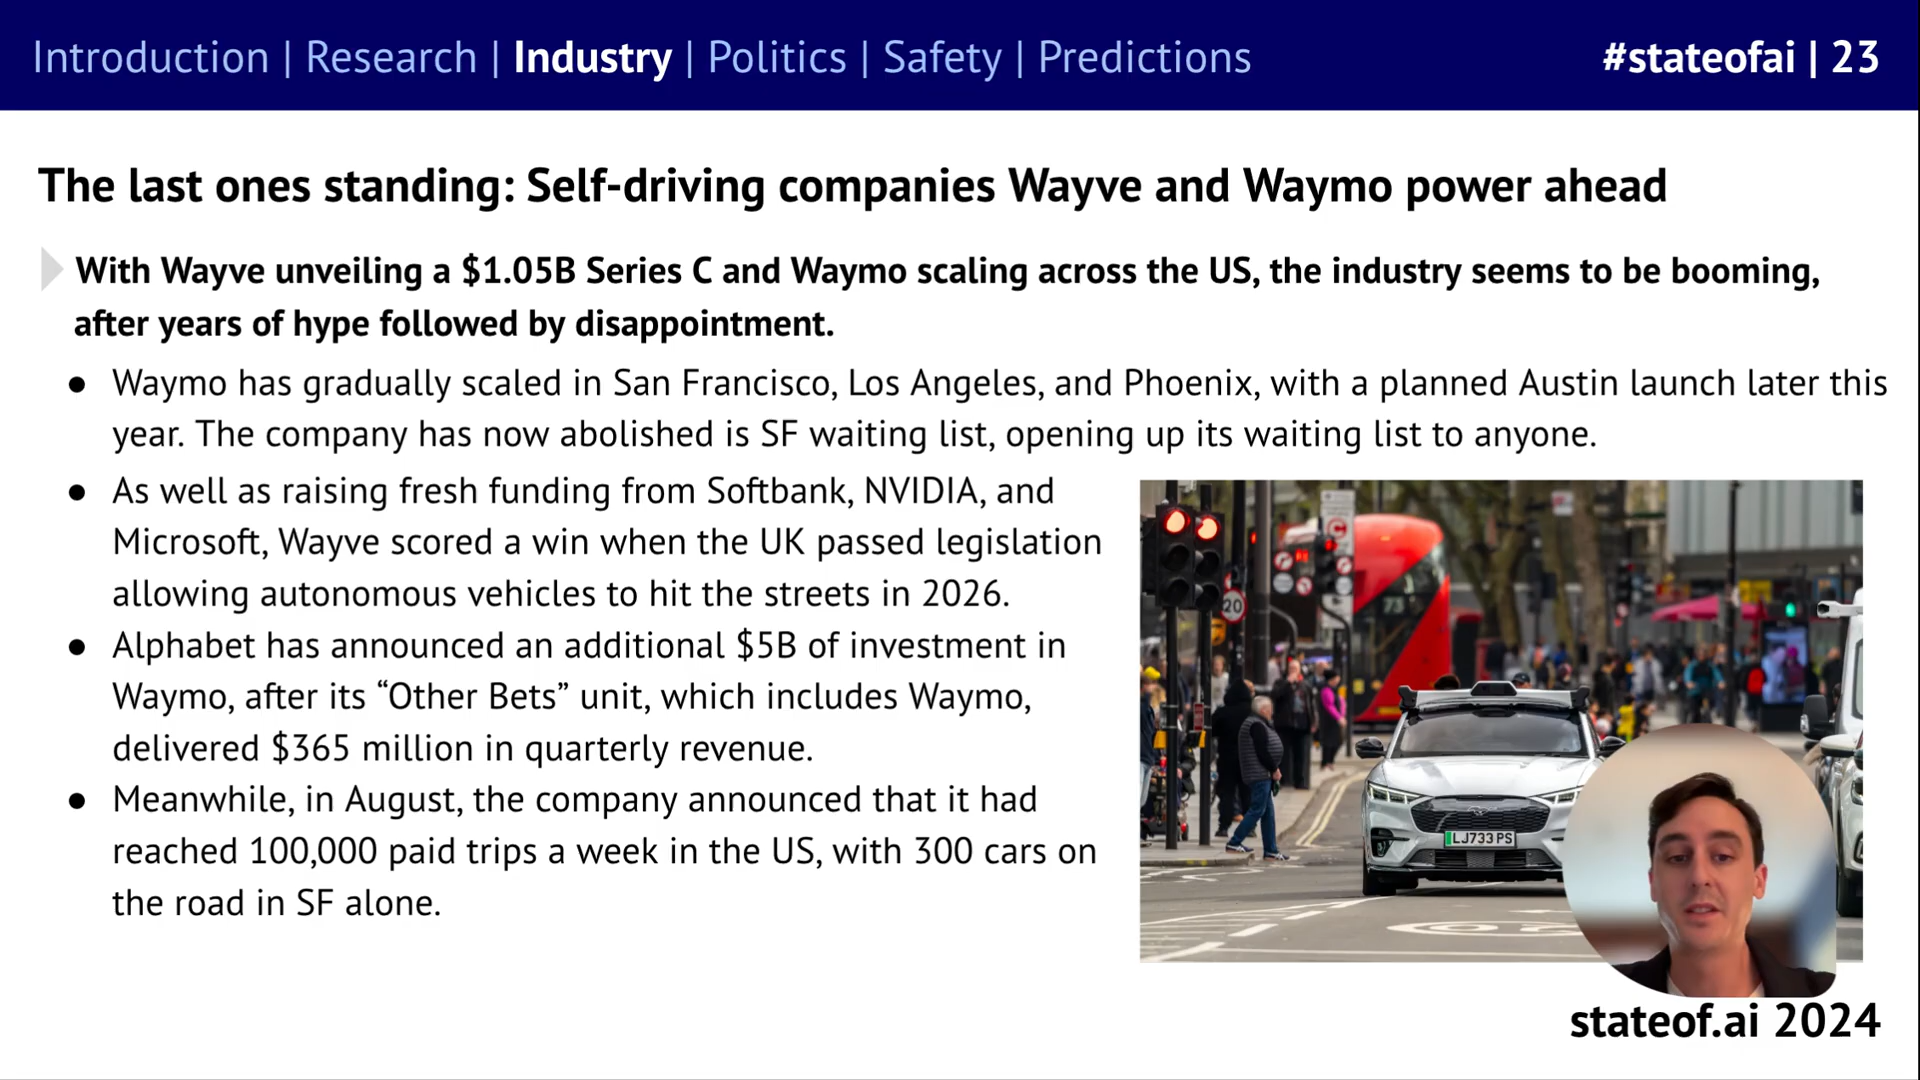 Introduction | Research | Industry | Politics | Safety | Predictions
#stateofai | 23
The last ones standing: Self-driving companies Wayve and Waymo power ahead
With Wayve unveiling a $1.05B Series C and Waymo scaling across the US, the industry seems to be booming,
after years of hype followed by disappointment.
● Waymo has gradually scaled in San Francisco, Los Angeles, and Phoenix, with a planned Austin launch later this
year. The company has now abolished is SF waiting list, opening up its waiting list to anyone.
● As well as raising fresh funding from Softbank, NVIDIA, and
Microsoft, Wayve scored a win when the UK passed legislation
allowing autonomous vehicles to hit the streets in 2026.
● Alphabet has announced an additional $5B of investment in
Waymo, after its “Other Bets” unit, which includes Waymo,
delivered $365 million in quarterly revenue.
● Meanwhile, in August, the company announced that it had
reached 100,000 paid trips a week in the US, with 300 cars on
the road in SF alone.
73
20
LJ733 PS
stateof.ai 2024